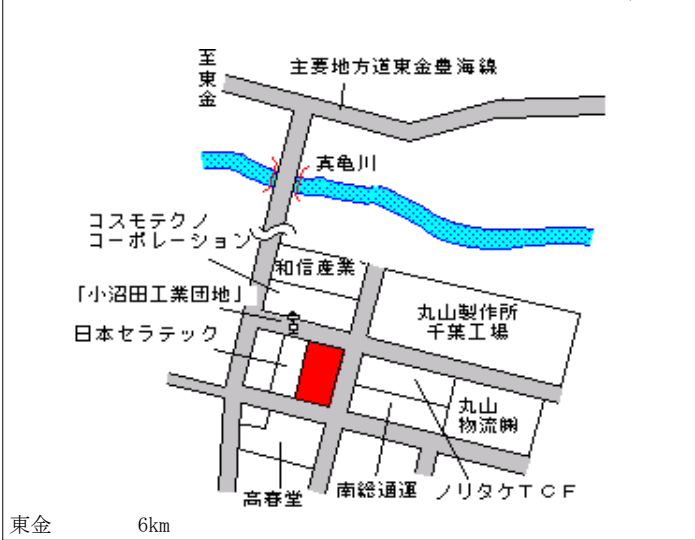 至東金
主要地方道東金豊海線
真亀川
コスモテクノ
コーポレーション
和信産業
「小沼田工業団地」
丸山製作所
千葉工場
日本セラテック
丸山
物流㈱
高春堂
南総通運
ノリタケTCF
東金 6km